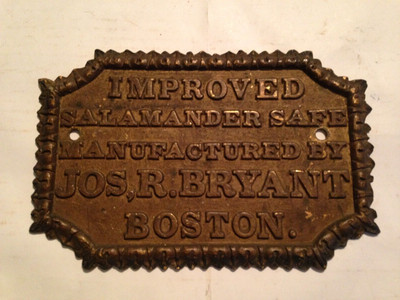 IMPROVED
SALAMANDER SAFE
MANUFACTURED BY
JOS, R. BRYANT
BOSTON.